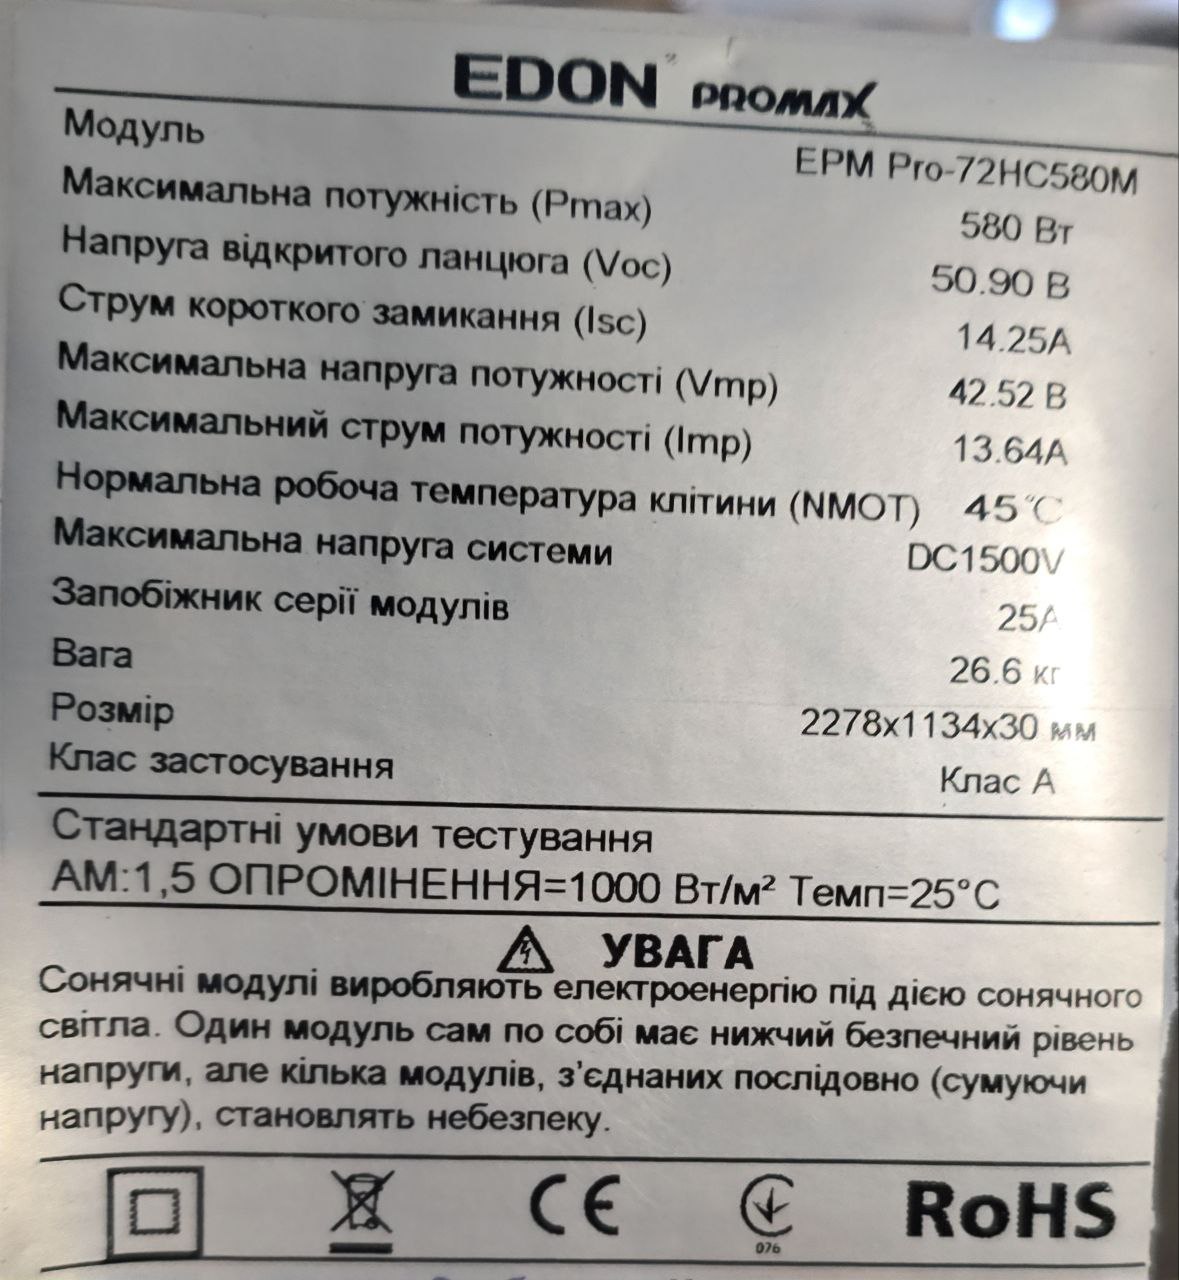 EDON PROMAX
Модуль EPM Pro-72HC580M
Максимальна потужність (Pmax) 580 Вт
Напруга відкритого ланцюга (Voc) 50.90 В
Струм короткого замикання (Isc) 14.25A
Максимальна напруга потужності (Vmp) 42.52 В
Максимальний струм потужності (Imp) 13.64A
Нормальна робоча температура клітини (NMOT) 45℃
Максимальна напруга системи DC1500V
Запобіжник серії модулів 25A
Вага 26.6 кг
Розмір 2278x1134x30 мм
Клас застосування Клас А
Стандартні умови тестування
АМ:1,5 ОПРОМІНЕННЯ=1000 Вт/м² Темп=25°С
УВАГА
Сонячні модулі виробляють електроенергію під дією сонячного
світла. Один модуль сам по собі має нижчий безпечний рівень
напруги, але кілька модулів, з'єднаних послідовно (сумуючи
напругу), становлять небезпеку.
CE 076 RoHS